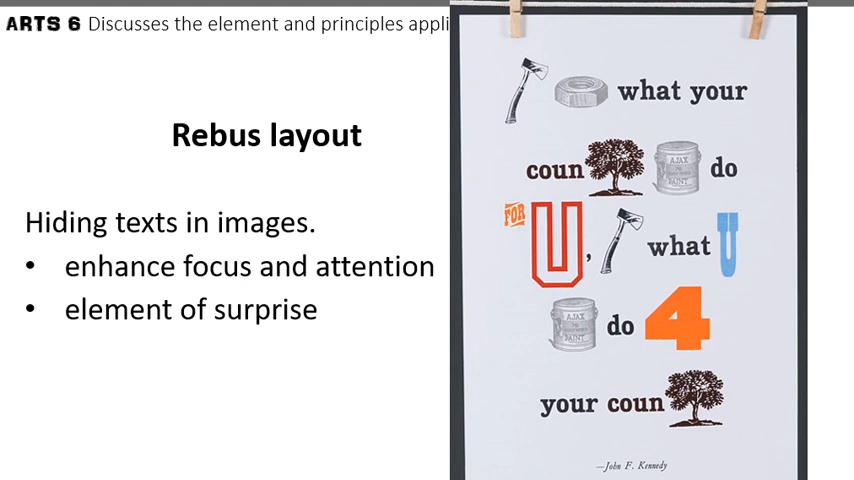 ARTS 6 Discusses the element and principles appli
Rebus layout
Hiding texts in images.
• enhance focus and attention
• element of surprise
what your
coun AJAX PAINT do
FOR U, what U
AJAX PAINT do 4
your coun
—John F. Kennedy